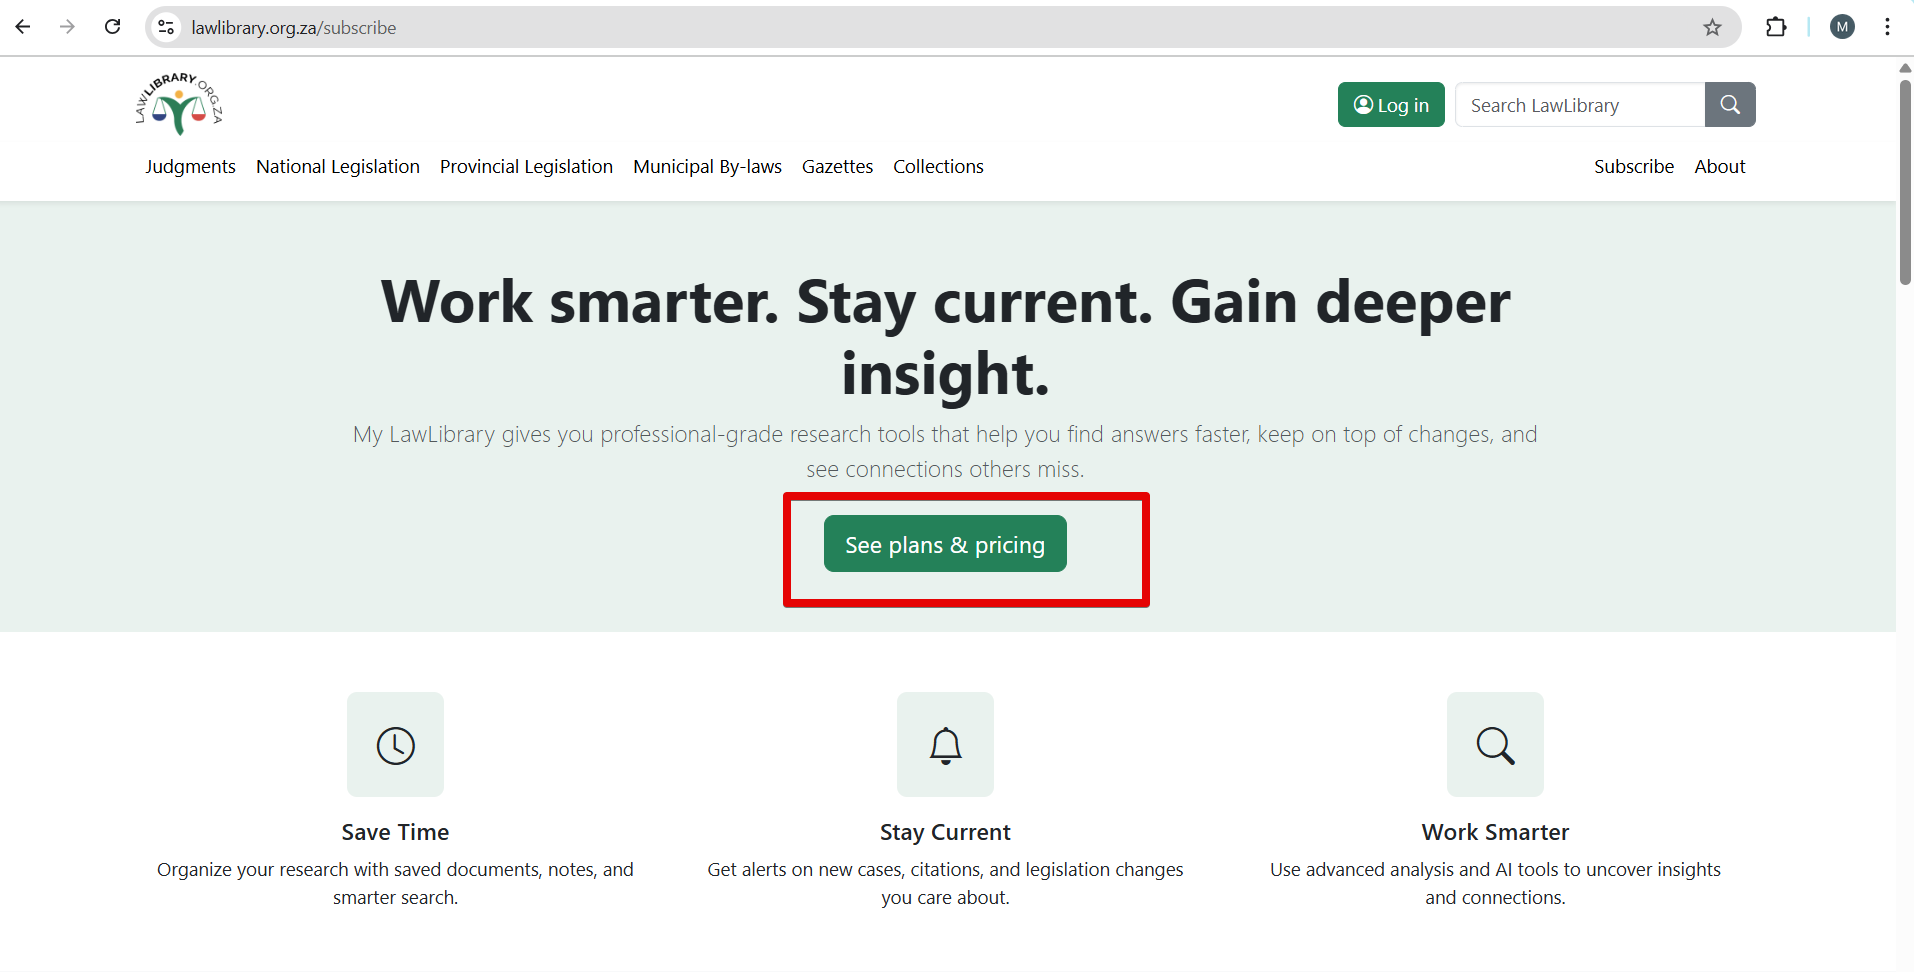 lawlibrary.org.za/subscribe
M
LAWLIBRARY.ORG.ZA
Log in
Search LawLibrary
Judgments National Legislation Provincial Legislation Municipal By-laws Gazettes Collections Subscribe About
Work smarter. Stay current. Gain deeper
insight.
My LawLibrary gives you professional-grade research tools that help you find answers faster, keep on top of changes, and
see connections others miss.
See plans & pricing
Save Time
Organize your research with saved documents, notes, and
smarter search.
Stay Current
Get alerts on new cases, citations, and legislation changes
you care about.
Work Smarter
Use advanced analysis and AI tools to uncover insights
and connections.